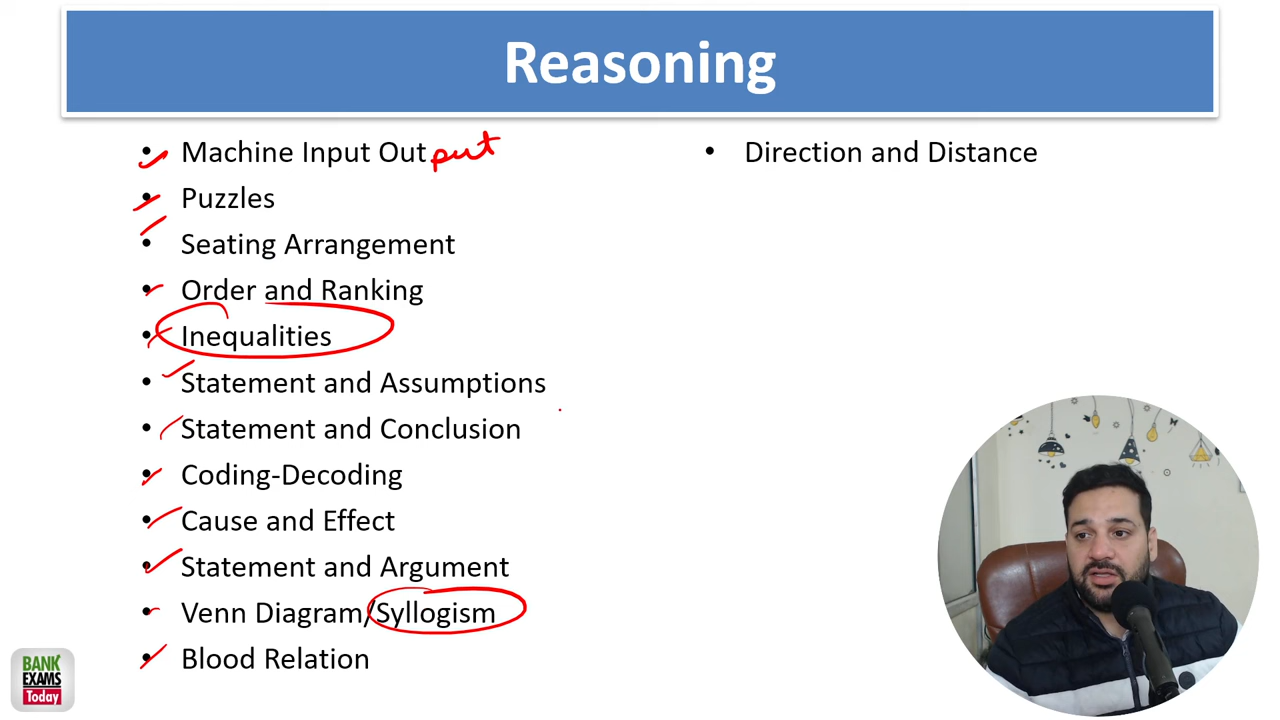 Reasoning
• Machine Input Output
• Puzzles
• Seating Arrangement
• Order and Ranking
• Inequalities
• Statement and Assumptions
• Statement and Conclusion
• Coding-Decoding
• Cause and Effect
• Statement and Argument
• Venn Diagram/Syllogism
• Blood Relation
• Direction and Distance
BANK
EXAMS
Today